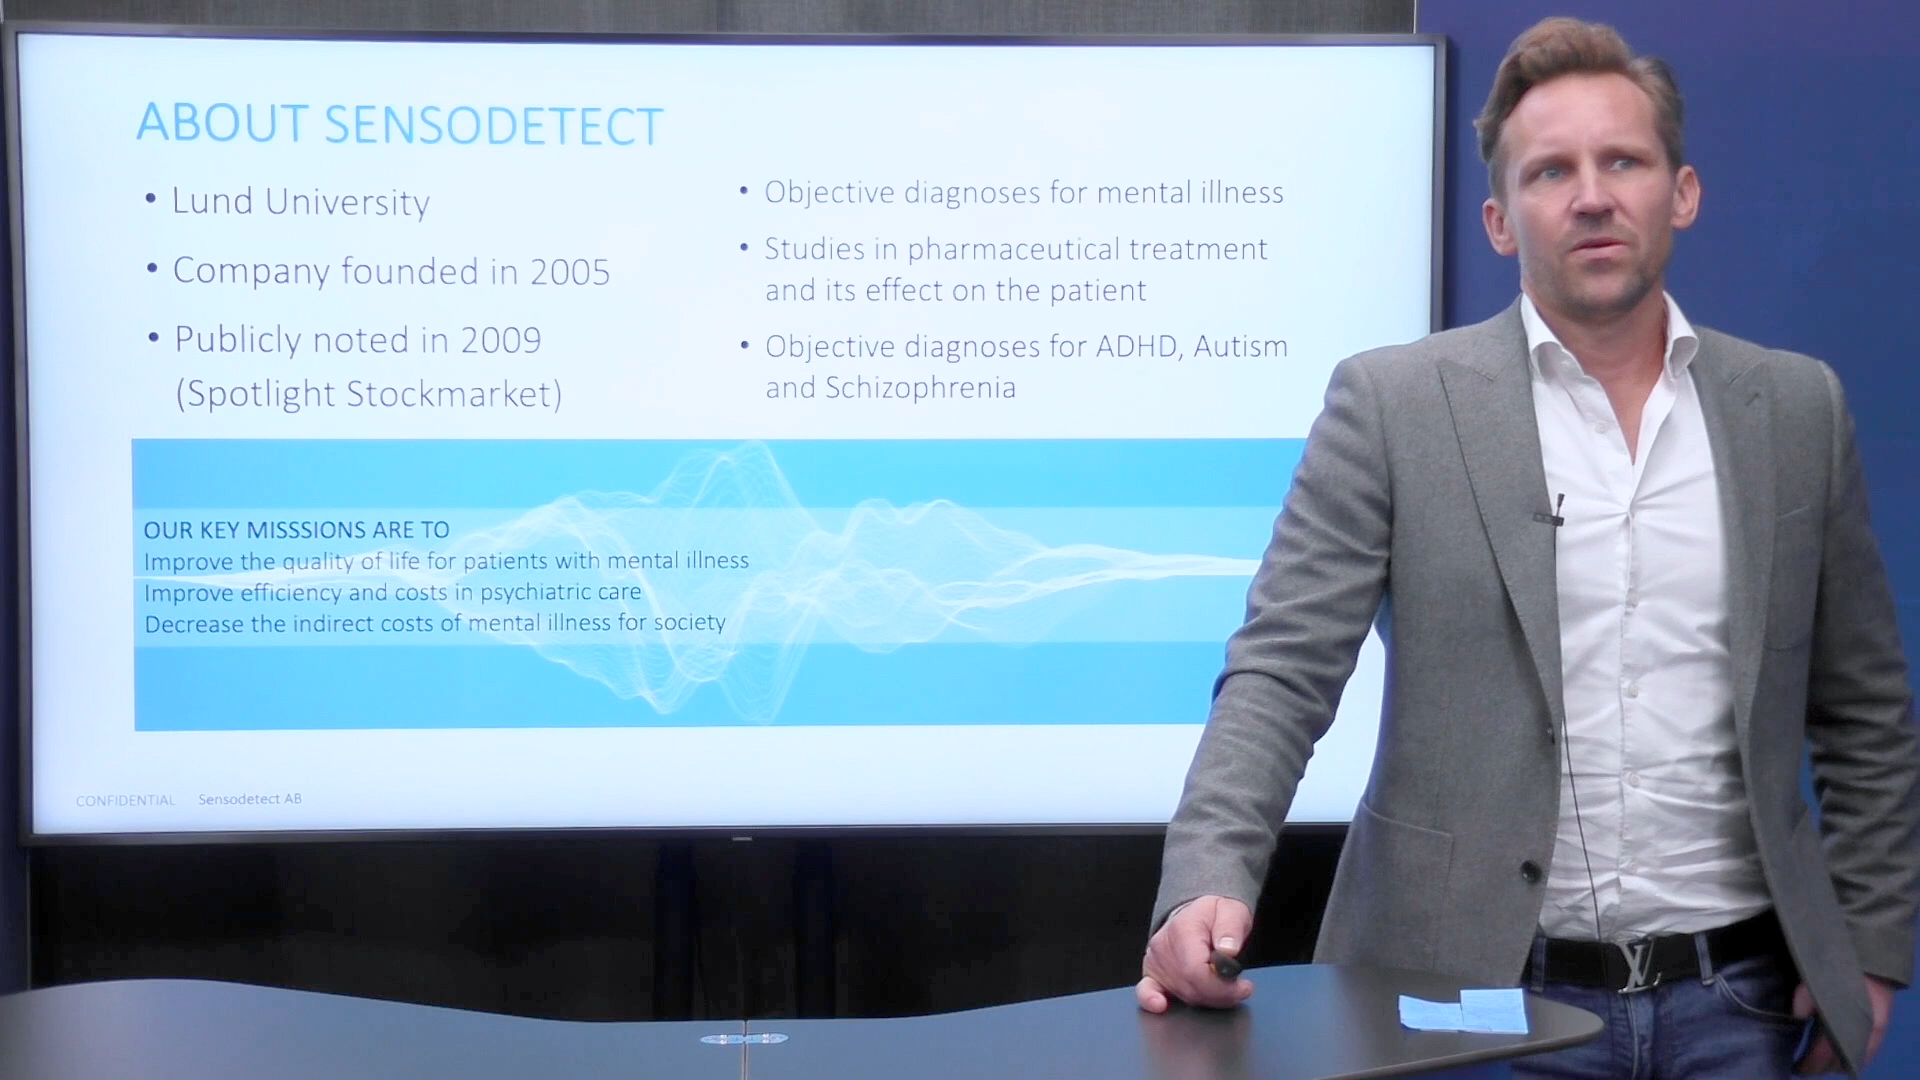 ABOUT SENSODETECT
• Lund University
• Company founded in 2005
• Publicly noted in 2009
(Spotlight Stockmarket)
• Objective diagnoses for mental illness
• Studies in pharmaceutical treatment
and its effect on the patient
• Objective diagnoses for ADHD, Autism
and Schizophrenia
OUR KEY MISSSIONS ARE TO
Improve the quality of life for patients with mental illness
Improve efficiency and costs in psychiatric care
Decrease the indirect costs of mental illness for society
CONFIDENTIAL Sensodetect AB
LV